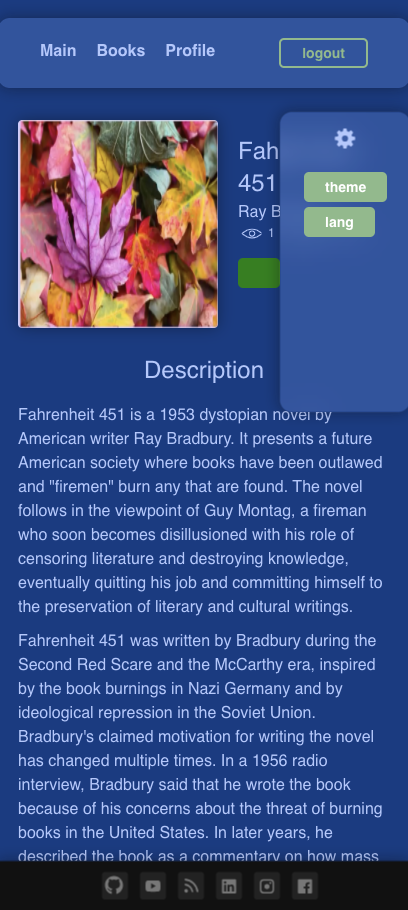 Main Books Profile logout
theme
lang
Fah
451
Ray B
1
Description
Fahrenheit 451 is a 1953 dystopian novel by
American writer Ray Bradbury. It presents a future
American society where books have been outlawed
and "firemen" burn any that are found. The novel
follows in the viewpoint of Guy Montag, a fireman
who soon becomes disillusioned with his role of
censoring literature and destroying knowledge,
eventually quitting his job and committing himself to
the preservation of literary and cultural writings.
Fahrenheit 451 was written by Bradbury during the
Second Red Scare and the McCarthy era, inspired
by the book burnings in Nazi Germany and by
ideological repression in the Soviet Union.
Bradbury's claimed motivation for writing the novel
has changed multiple times. In a 1956 radio
interview, Bradbury said that he wrote the book
because of his concerns about the threat of burning
books in the United States. In later years, he
described the book as a commentary on how mass